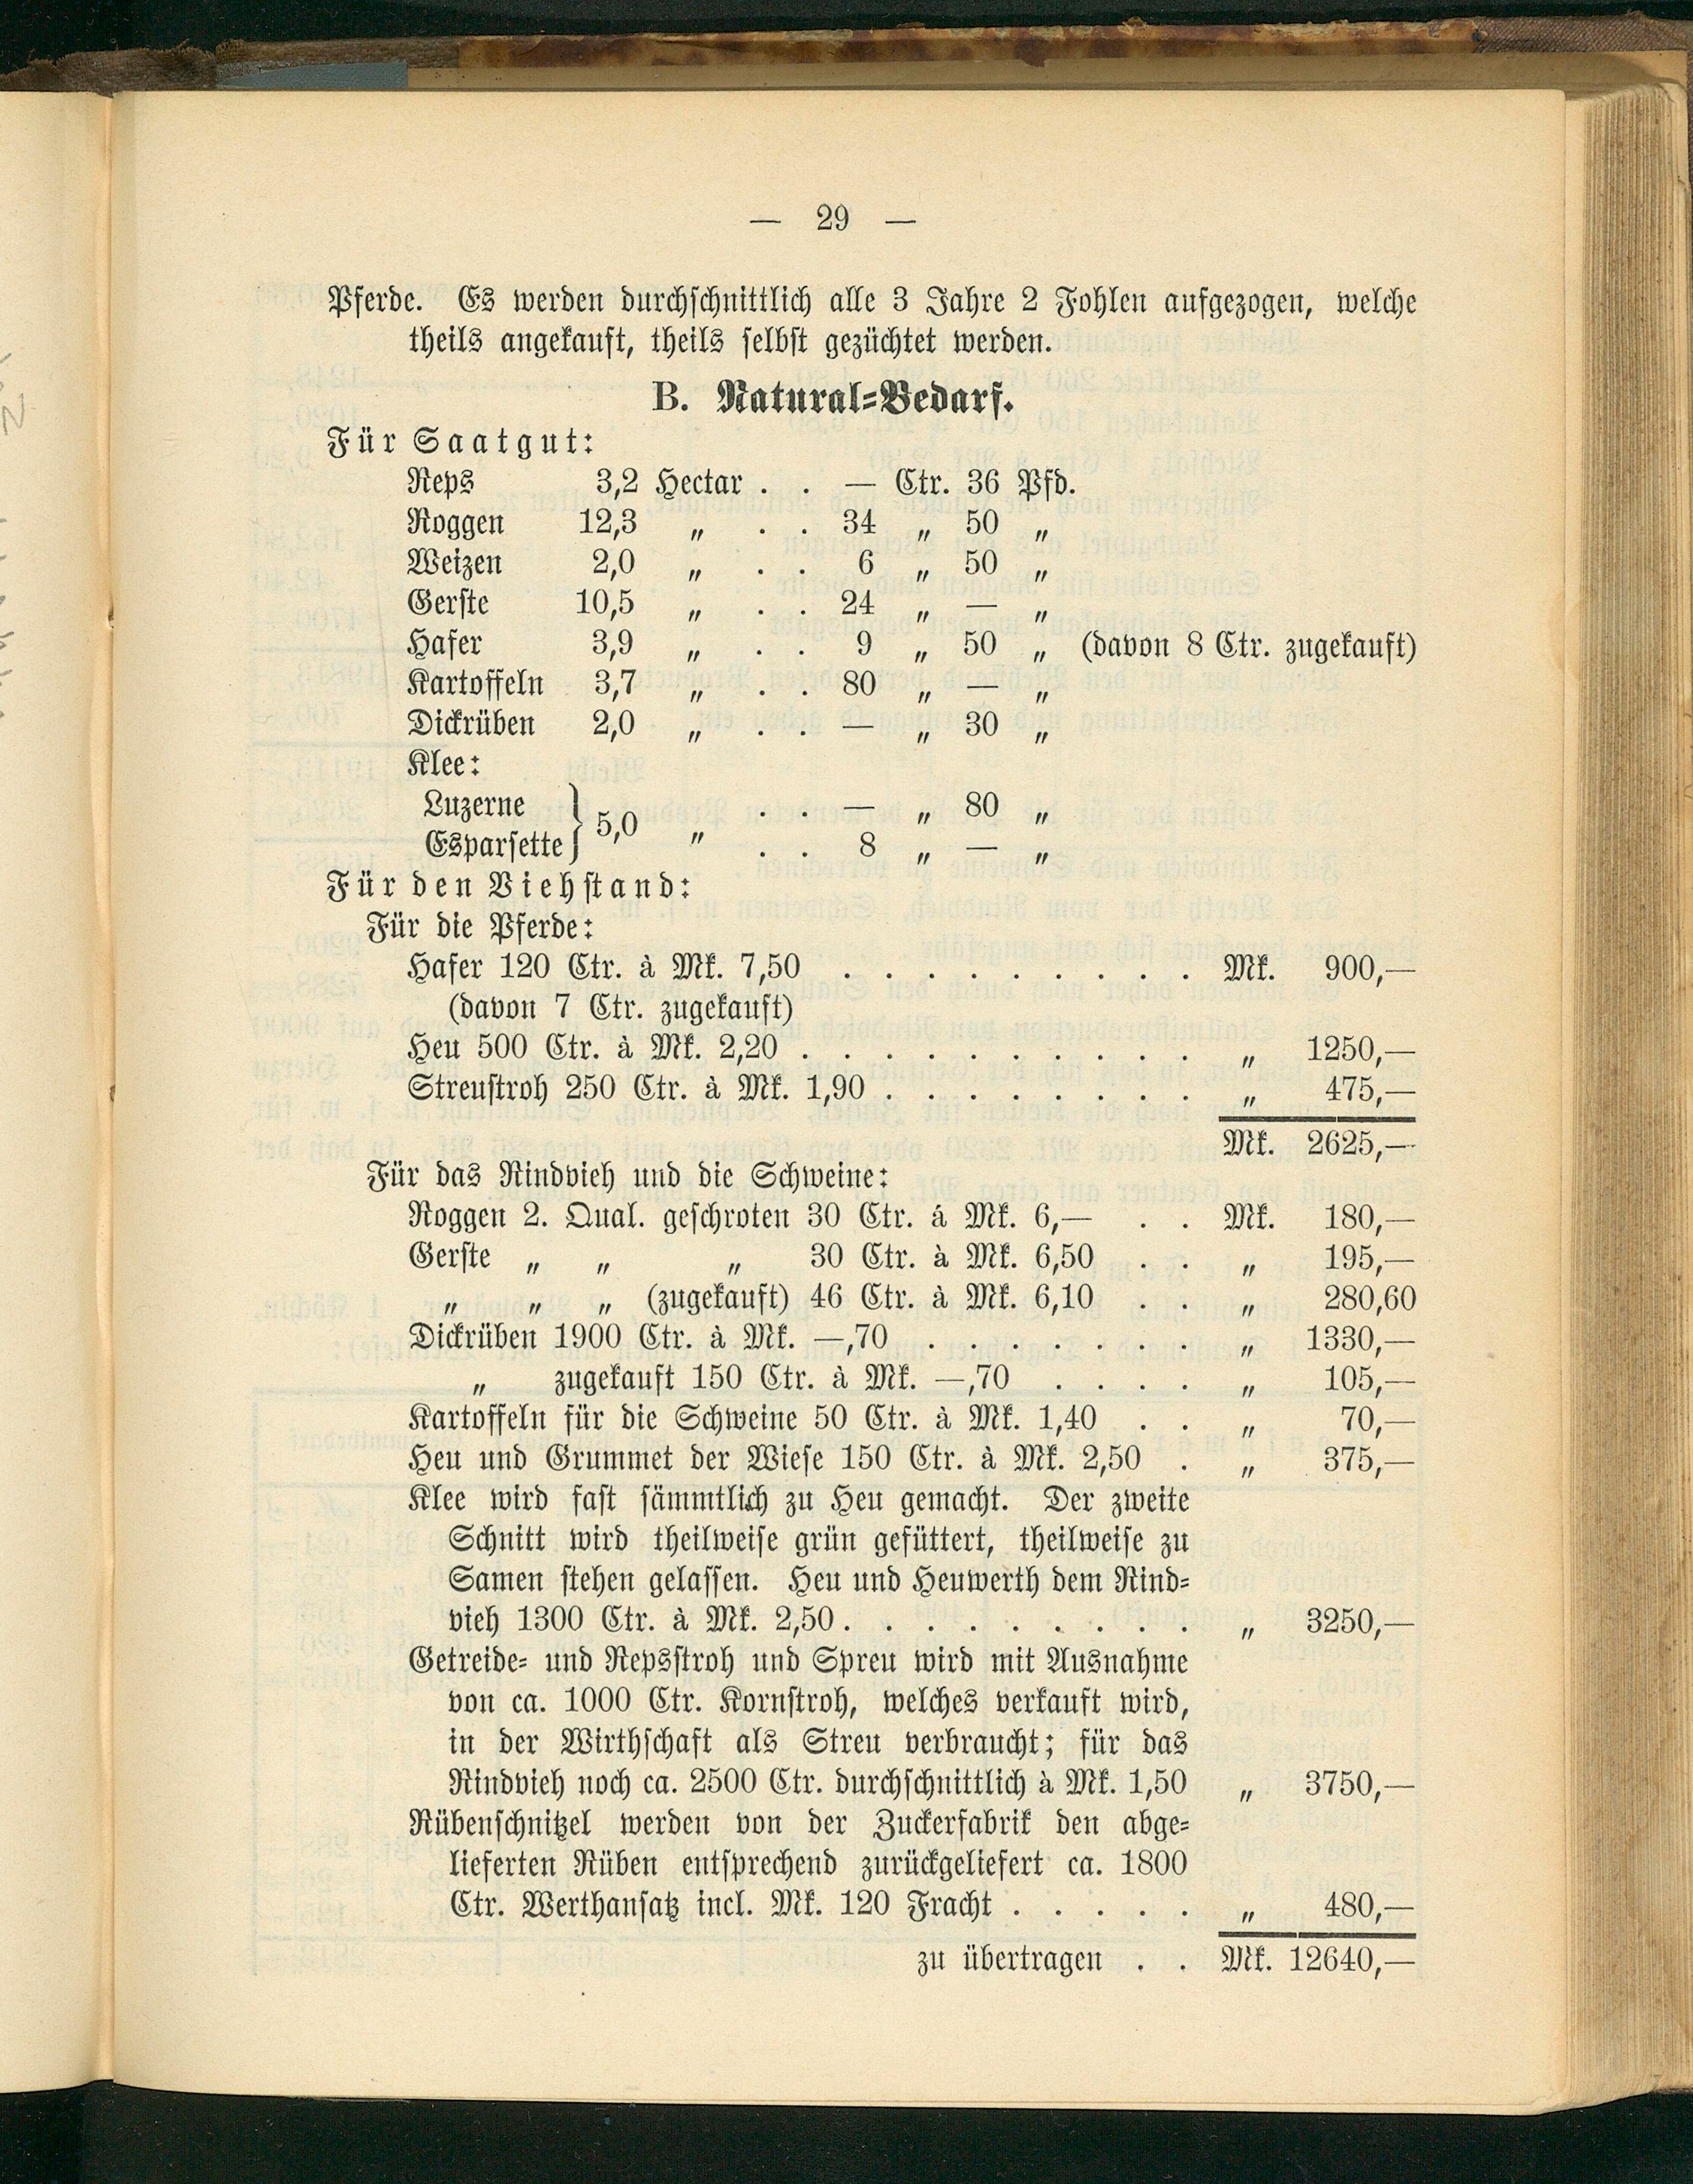 — 29 —
Pferde. Es werden durchschnittlich alle 3 Jahre 2 Fohlen aufgezogen, welche
theils angekauft, theils selbst gezüchtet werden.
B. Natural-Bedarf.
Für Saatgut:
Reps 3,2 Hectar . . — Ctr. 36 Pfd.
Roggen 12,3 „ . . 34 „ 50 „
Weizen 2,0 „ . . 6 „ 50 „
Gerste 10,5 „ . . 24 „ — „
Hafer 3,9 „ . . 9 „ 50 „ (davon 8 Ctr. zugekauft)
Kartoffeln 3,7 „ . . 80 „ — „
Dickrüben 2,0 „ . . — „ 30 „
Klee:
Luzerne . . — „ 80 „
} 5,0 „
Esparsette . . 8 „ — „
Für den Viehstand:
Für die Pferde:
Hafer 120 Ctr. à Mk. 7,50 . . . . . . . . . Mk. 900,—
(davon 7 Ctr. zugekauft)
Heu 500 Ctr. à Mk. 2,20 . . . . . . . . . . „ 1250,—
Streustroh 250 Ctr. à Mk. 1,90 . . . . . . . . „ 475,—
Mk. 2625,—
Für das Rindvieh und die Schweine:
Roggen 2. Qual. geschroten 30 Ctr. á Mk. 6,— . . Mk. 180,—
Gerste „ „ „ 30 Ctr. à Mk. 6,50 . . „ 195,—
„ „ „ (zugekauft) 46 Ctr. à Mk. 6,10 . . „ 280,60
Dickrüben 1900 Ctr. à Mk. —,70 . . . . . . . „ 1330,—
„ zugekauft 150 Ctr. à Mk. —,70 . . . . „ 105,—
Kartoffeln für die Schweine 50 Ctr. à Mk. 1,40 . . „ 70,—
Heu und Grummet der Wiese 150 Ctr. à Mk. 2,50 . „ 375,—
Klee wird fast sämmtlich zu Heu gemacht. Der zweite
Schnitt wird theilweise grün gefüttert, theilweise zu
Samen stehen gelassen. Heu und Heuwerth dem Rind-
vieh 1300 Ctr. à Mk. 2,50 . . . . . . . . . „ 3250,—
Getreide- und Repsstroh und Spreu wird mit Ausnahme
von ca. 1000 Ctr. Kornstroh, welches verkauft wird,
in der Wirthschaft als Streu verbraucht; für das
Rindvieh noch ca. 2500 Ctr. durchschnittlich à Mk. 1,50 „ 3750,—
Rübenschnitzel werden von der Zuckerfabrik den abge-
lieferten Rüben entsprechend zurückgeliefert ca. 1800
Ctr. Werthansatz incl. Mk. 120 Fracht . . . . . „ 480,—
zu übertragen . . Mk. 12640,—